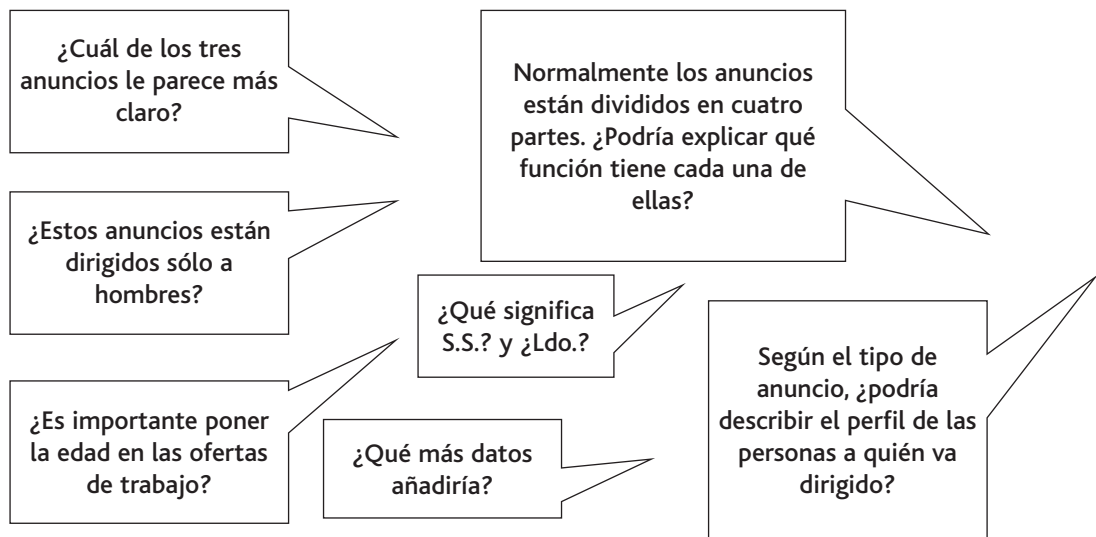 ¿Cuál de los tres
anuncios le parece más
claro?
Normalmente los anuncios
están divididos en cuatro
partes. ¿Podría explicar qué
función tiene cada una de
ellas?
¿Estos anuncios están
dirigidos sólo a
hombres?
¿Qué significa
S.S.? y ¿Ldo.?
Según el tipo de
anuncio, ¿podría
describir el perfil de las
personas a quién va
dirigido?
¿Es importante poner
la edad en las ofertas
de trabajo?
¿Qué más datos
añadiría?